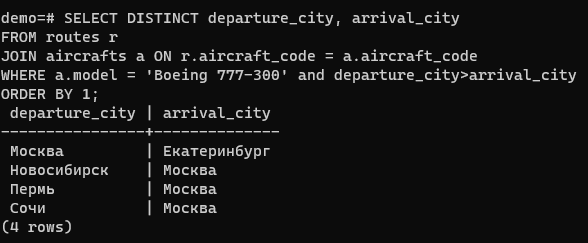 demo=# SELECT DISTINCT departure_city, arrival_city
FROM routes r
JOIN aircrafts a ON r.aircraft_code = a.aircraft_code
WHERE a.model = 'Boeing 777-300' and departure_city>arrival_city
ORDER BY 1;
 departure_city | arrival_city
----------------+--------------
 Москва         | Екатеринбург
 Новосибирск    | Москва
 Пермь          | Москва
 Сочи           | Москва
(4 rows)